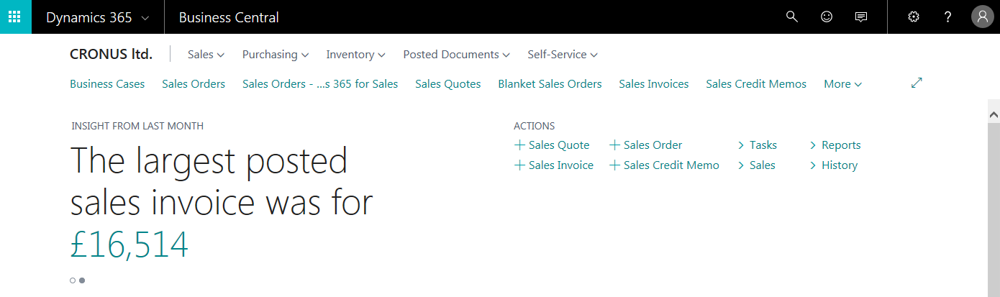 Dynamics 365 Business Central ?
CRONUS ltd. Sales Purchasing Inventory Posted Documents Self-Service
Business Cases Sales Orders Sales Orders - ...s 365 for Sales Sales Quotes Blanket Sales Orders Sales Invoices Sales Credit Memos More
INSIGHT FROM LAST MONTH
The largest posted
sales invoice was for
£16,514
ACTIONS
+ Sales Quote + Sales Order > Tasks > Reports
+ Sales Invoice + Sales Credit Memo > Sales > History